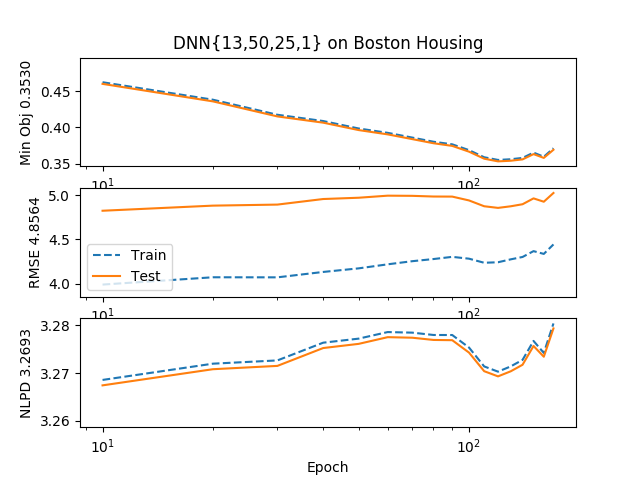 DNN{13,50,25,1} on Boston Housing
Min Obj 0.3530
0.45
0.40
0.35
10¹
10²
RMSE 4.8564
5.0
4.5
4.0
Train
Test
10¹
10²
NLPD 3.2693
3.28
3.27
3.26
10¹
10²
Epoch